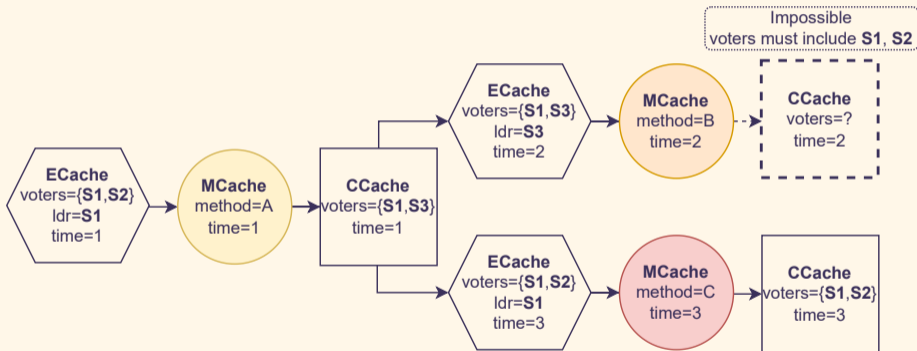 Impossible
voters must include S1, S2
ECache
voters={S1,S2}
ldr=S1
time=1
MCache
method=A
time=1
CCache
voters={S1,S3}
time=1
ECache
voters={S1,S3}
ldr=S3
time=2
MCache
method=B
time=2
CCache
voters=?
time=2
ECache
voters={S1,S2}
ldr=S1
time=3
MCache
method=C
time=3
CCache
voters={S1,S2}
time=3